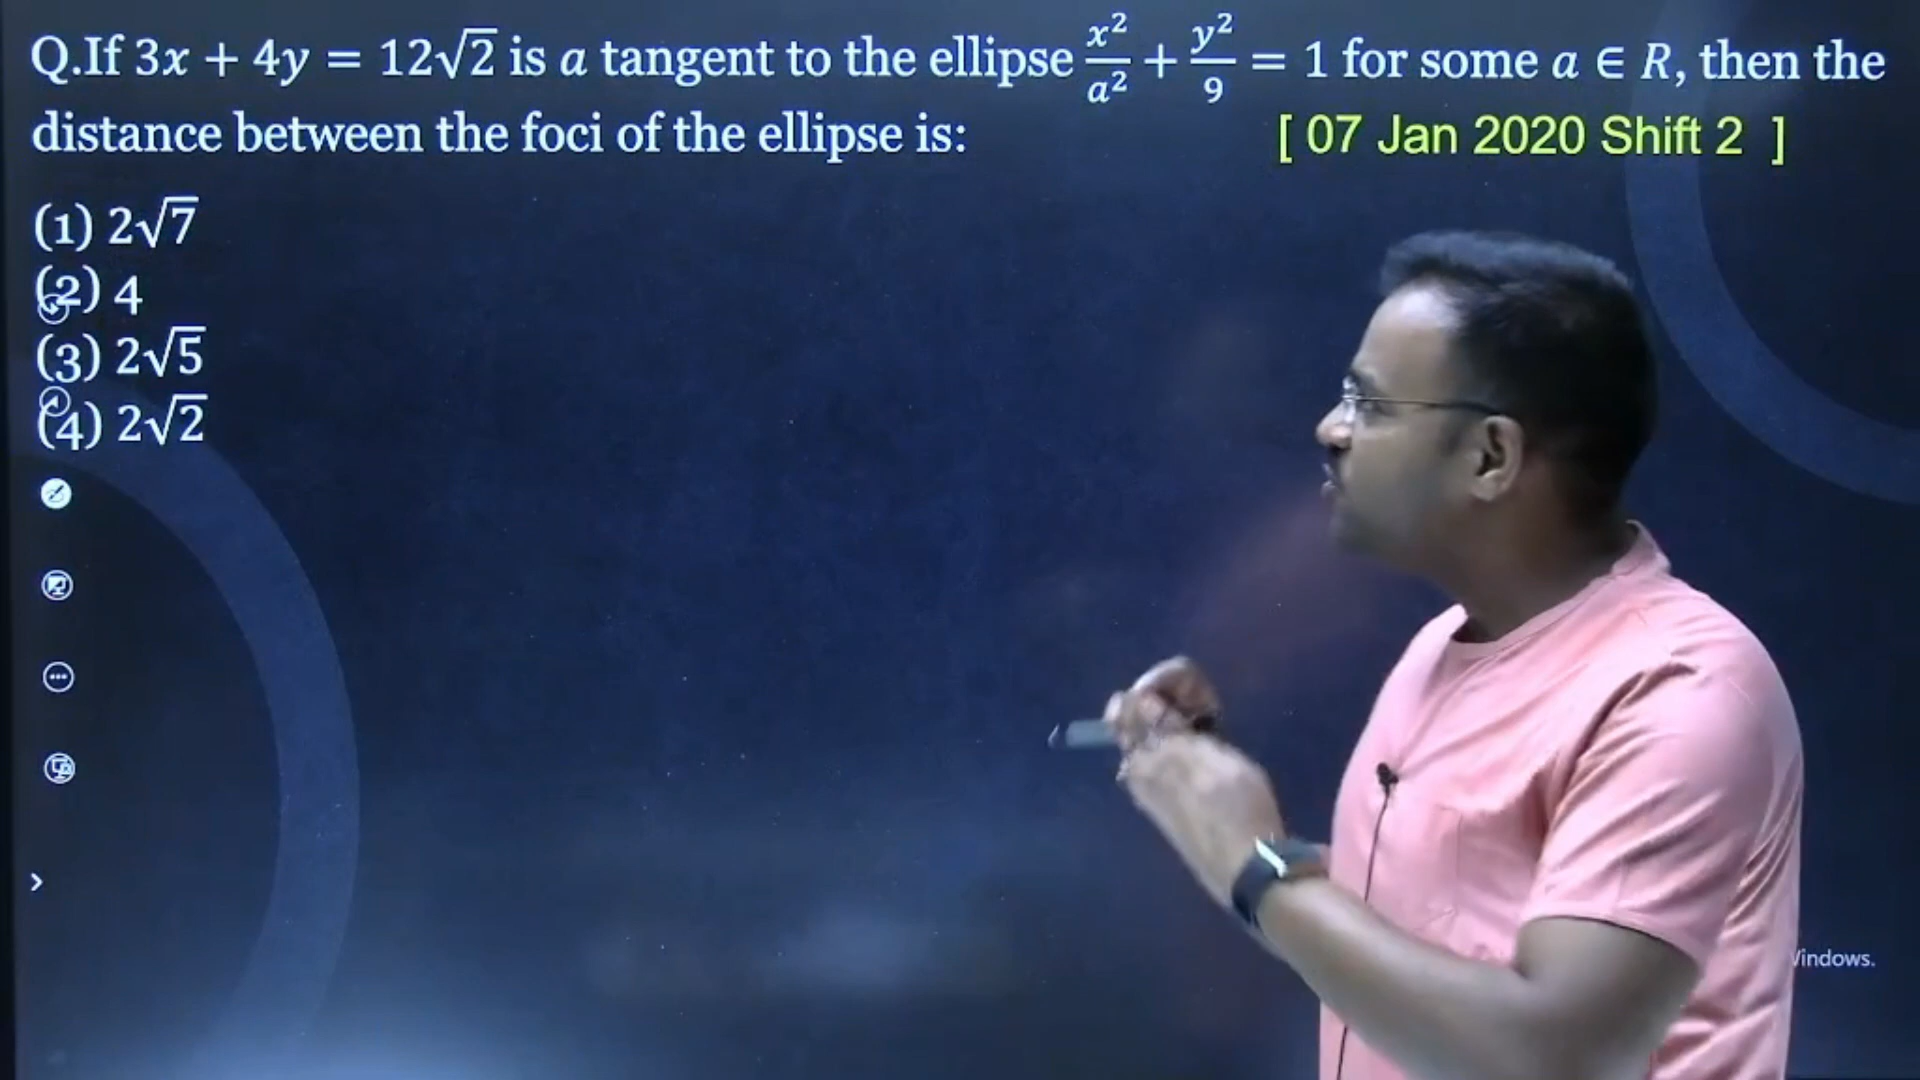 Q.If 3x + 4y = 12√2 is a tangent to the ellipse x²/a² + y²/9 = 1 for some a ∈ R, then the
distance between the foci of the ellipse is: [ 07 Jan 2020 Shift 2 ]
(1) 2√7
(2) 4
(3) 2√5
(4) 2√2
Windows.